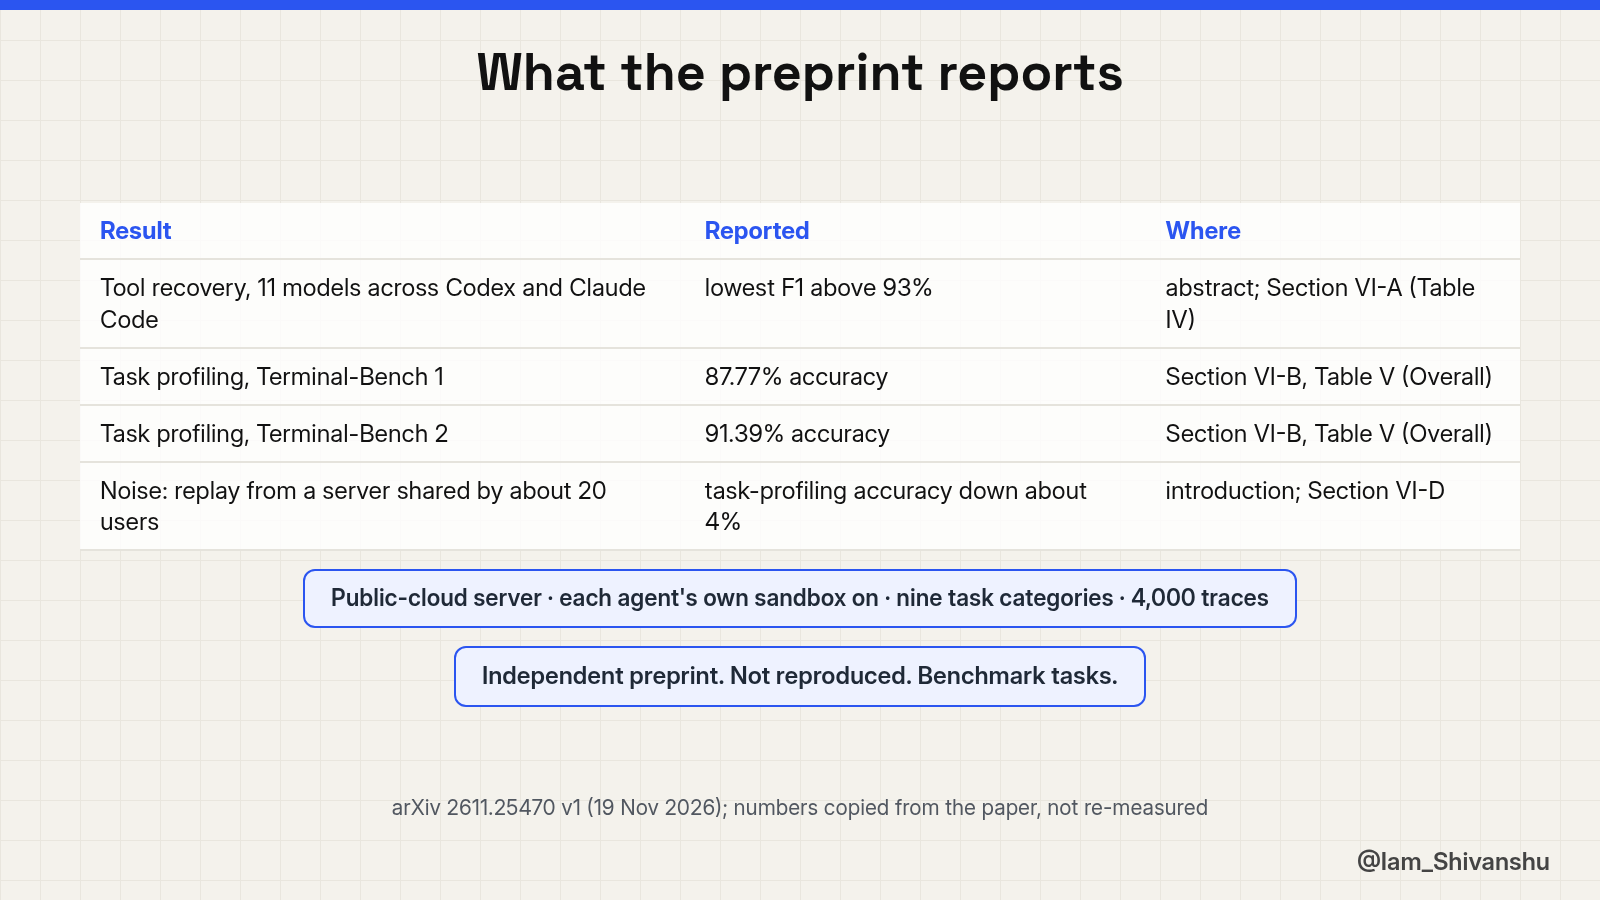 What the preprint reports
Result Reported Where
Tool recovery, 11 models across Codex and Claude Code lowest F1 above 93% abstract; Section VI-A (Table IV)
Task profiling, Terminal-Bench 1 87.77% accuracy Section VI-B, Table V (Overall)
Task profiling, Terminal-Bench 2 91.39% accuracy Section VI-B, Table V (Overall)
Noise: replay from a server shared by about 20 users task-profiling accuracy down about 4% introduction; Section VI-D
Public-cloud server · each agent's own sandbox on · nine task categories · 4,000 traces
Independent preprint. Not reproduced. Benchmark tasks.
arXiv 2611.25470 v1 (19 Nov 2026); numbers copied from the paper, not re-measured
@Iam_Shivanshu